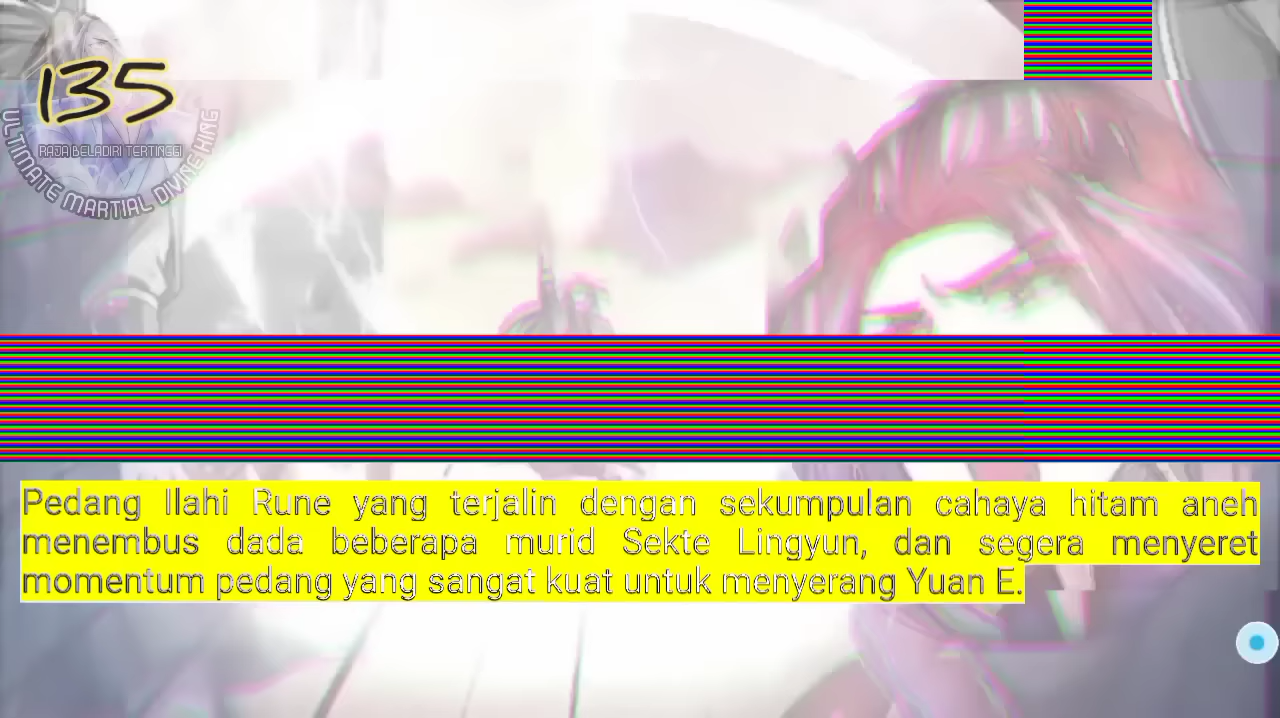 135
RAJA BELADIRI TERTINGGI
ULTIMATE MARTIAL DIVINE KING
Pedang Ilahi Rune yang terjalin dengan sekumpulan cahaya hitam aneh
menembus dada beberapa murid Sekte Lingyun, dan segera menyeret
momentum pedang yang sangat kuat untuk menyerang Yuan E.